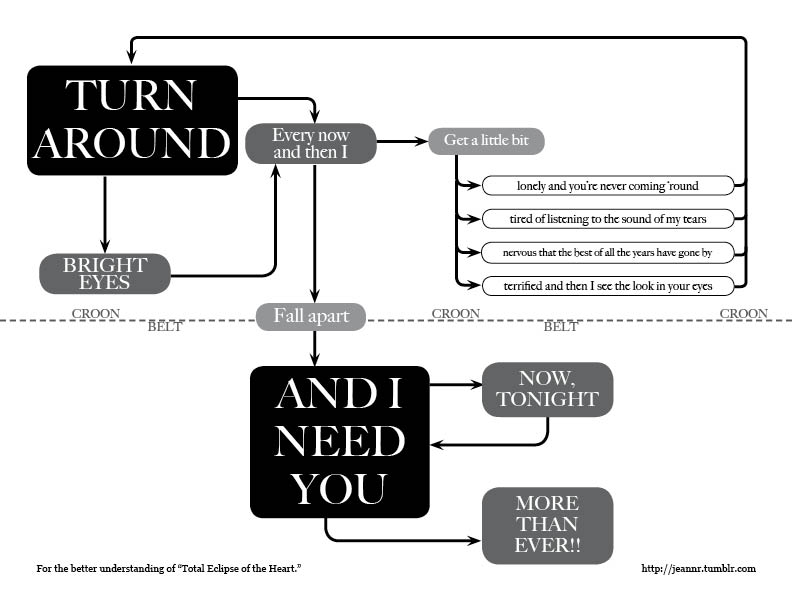 TURN
AROUND
Every now
and then I
Get a little bit
lonely and you're never coming 'round
tired of listening to the sound of my tears
nervous that the best of all the years have gone by
terrified and then I see the look in your eyes
BRIGHT
EYES
Fall apart
CROON
BELT
CROON
BELT
CROON
AND I
NEED
YOU
NOW,
TONIGHT
MORE
THAN
EVER!!
For the better understanding of “Total Eclipse of the Heart.”
http://jeannr.tumblr.com